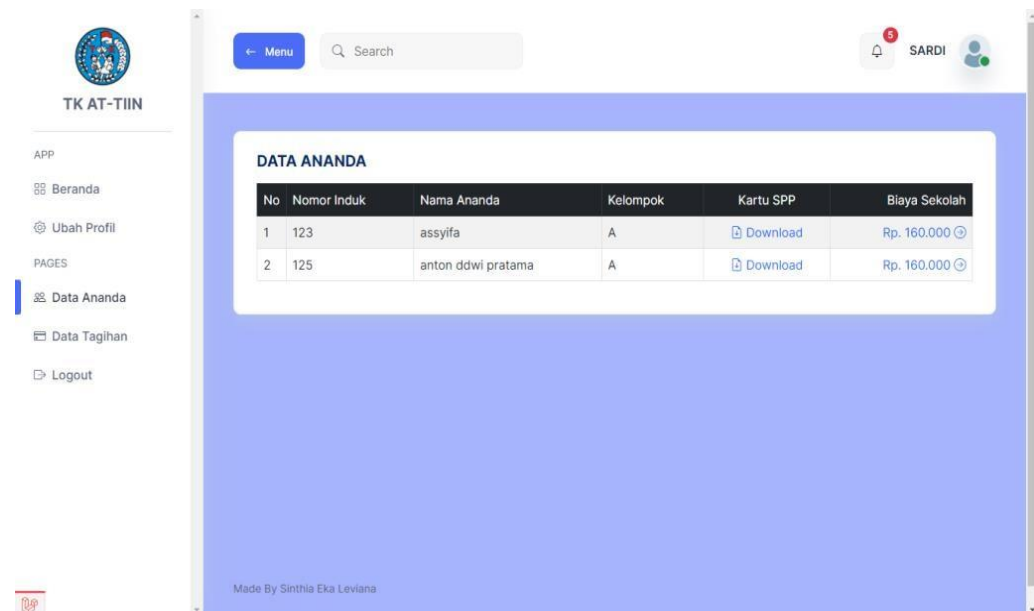 TK AT-TIIN
APP
Beranda
Ubah Profil
PAGES
Data Ananda
Data Tagihan
Logout
← Menu
Search
5
SARDI
DATA ANANDA
No Nomor Induk Nama Ananda Kelompok Kartu SPP Biaya Sekolah
1 123 assyifa A Download Rp. 160.000
2 125 anton ddwi pratama A Download Rp. 160.000
Made By Sinthia Eka Leviana